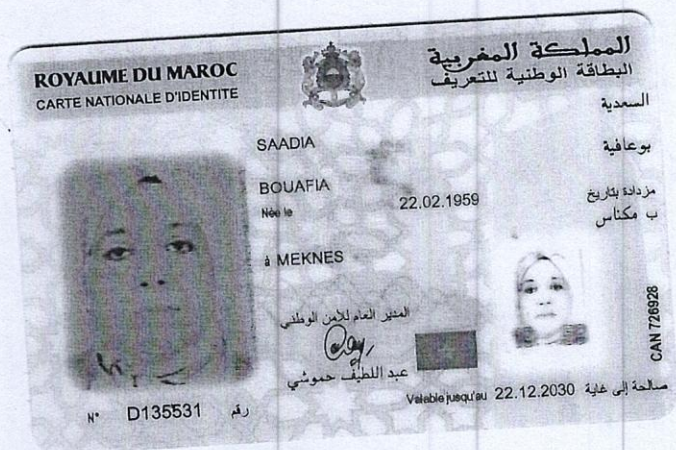 ROYAUME DU MAROC
CARTE NATIONALE D'IDENTITE
المملكة المغربية
البطاقة الوطنية للتعريف
السعدية
SAADIA
بوعافية
BOUAFIA
مزدادة بتاريخ
Née le
22.02.1959
ب مكناس
à MEKNES
المدير العام للأمن الوطني
عبد اللطيف حموشي
CAN 726928
N° D135531 رقم
Valable jusqu'au 22.12.2030 صالحة إلى غاية